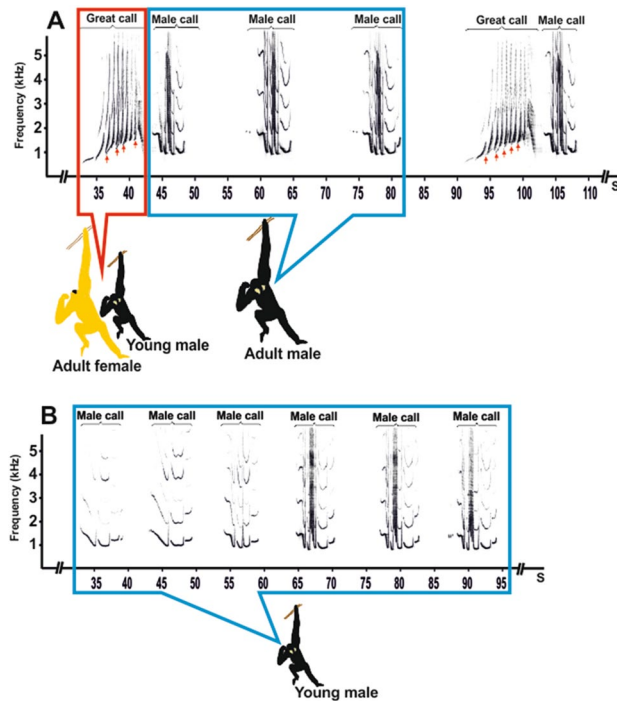 A
Great call Male call Male call Male call Great call Male call
Frequency (kHz)
5
4
3
2
1
35 40 45 50 55 60 65 70 75 80 85 90 95 100 105 110 S
Adult female
Young male
Adult male
B
Male call Male call Male call Male call Male call Male call
Frequency (kHz)
5
4
3
2
1
35 40 45 50 55 60 65 70 75 80 85 90 95 S
Young male